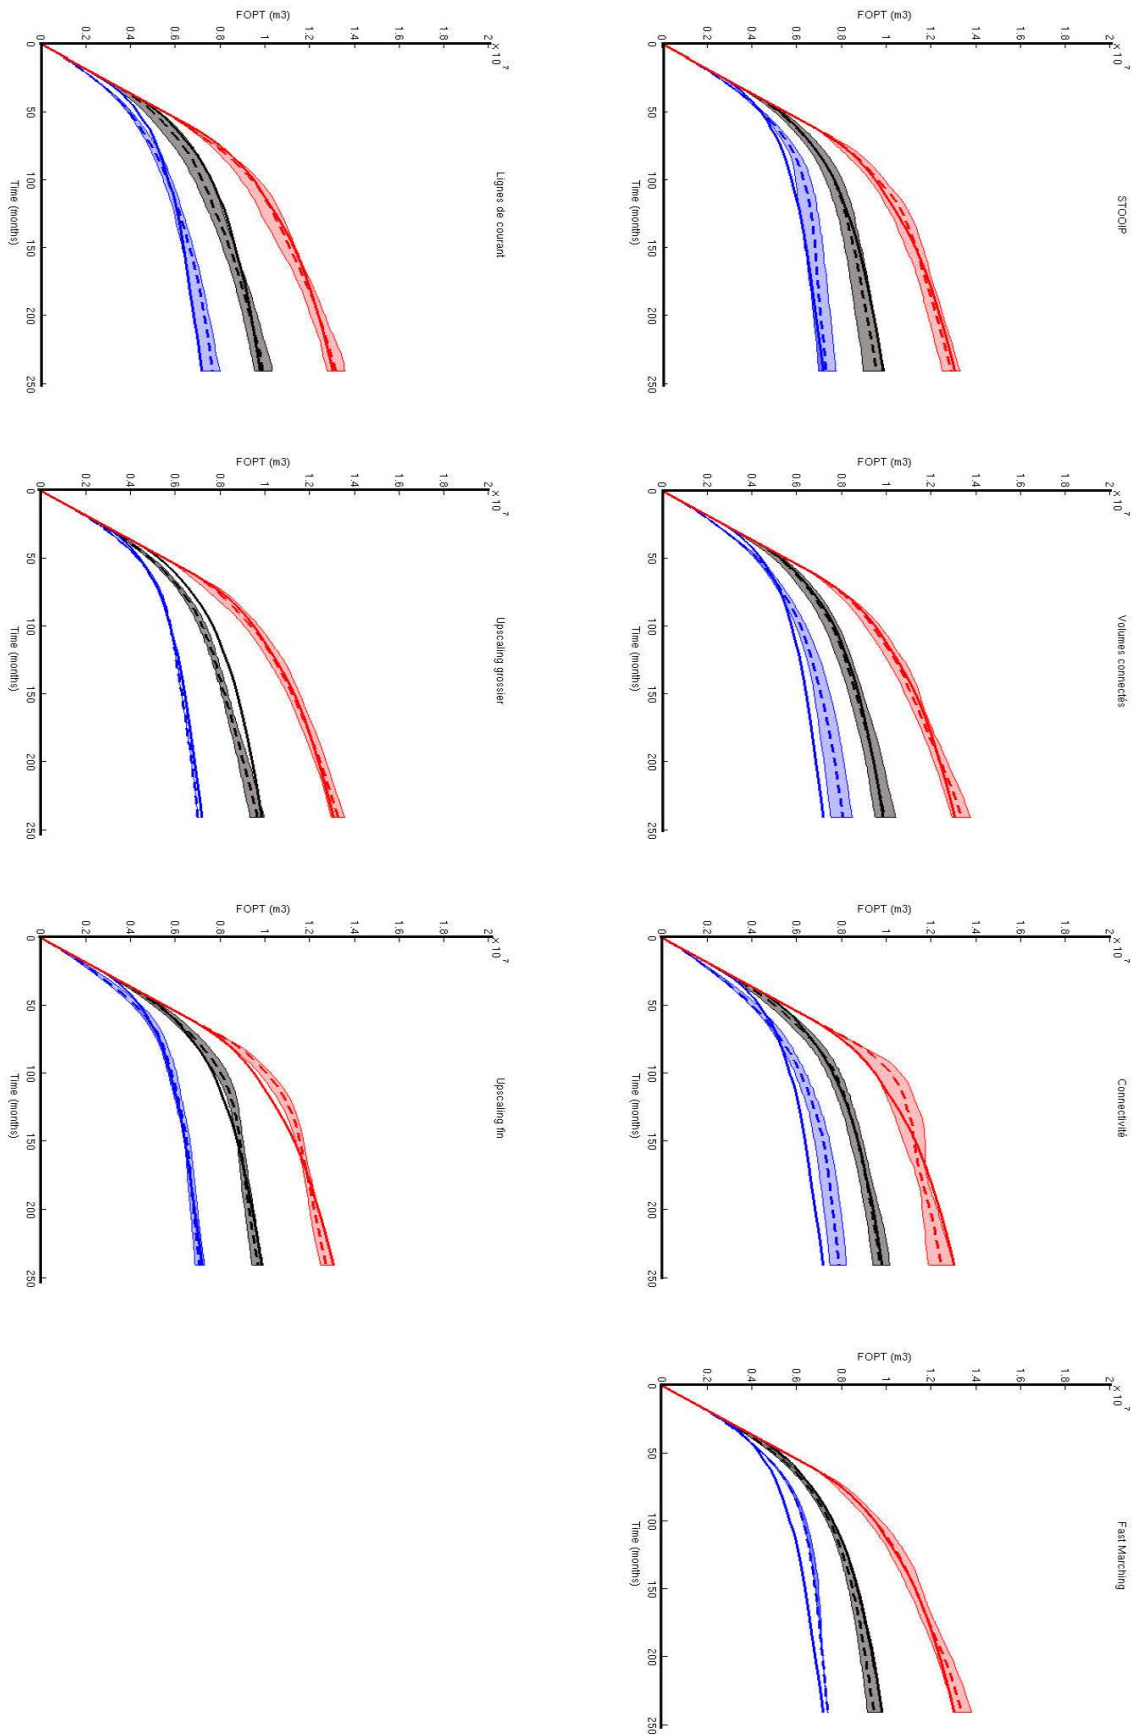 STOOIP
× 10 7
2
1.8
1.6
1.4
1.2
1
0.8
0.6
0.4
0.2
0
FOPT (m3)
0 50 100 150 200 250
Time (months)
Volumes connectés
× 10 7
2
1.8
1.6
1.4
1.2
1
0.8
0.6
0.4
0.2
0
FOPT (m3)
0 50 100 150 200 250
Time (months)
Connectivité
× 10 7
2
1.8
1.6
1.4
1.2
1
0.8
0.6
0.4
0.2
0
FOPT (m3)
0 50 100 150 200 250
Time (months)
Fast Marching
× 10 7
2
1.8
1.6
1.4
1.2
1
0.8
0.6
0.4
0.2
0
FOPT (m3)
0 50 100 150 200 250
Time (months)
Lignes de courant
× 10 7
2
1.8
1.6
1.4
1.2
1
0.8
0.6
0.4
0.2
0
FOPT (m3)
0 50 100 150 200 250
Time (months)
Upscaling grossier
× 10 7
2
1.8
1.6
1.4
1.2
1
0.8
0.6
0.4
0.2
0
FOPT (m3)
0 50 100 150 200 250
Time (months)
Upscaling fin
× 10 7
2
1.8
1.6
1.4
1.2
1
0.8
0.6
0.4
0.2
0
FOPT (m3)
0 50 100 150 200 250
Time (months)